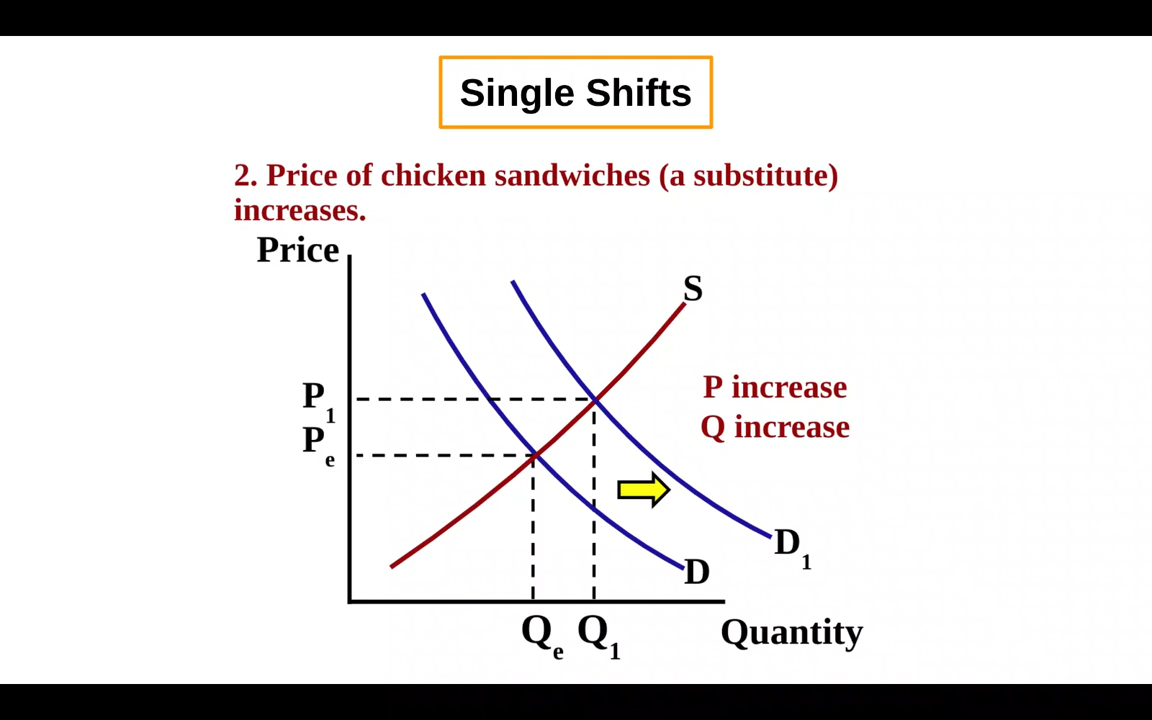 Single Shifts
2. Price of chicken sandwiches (a substitute)
increases.
Price
S
P1
P increase
Pe
Q increase
D1
D
Qe Q1
Quantity